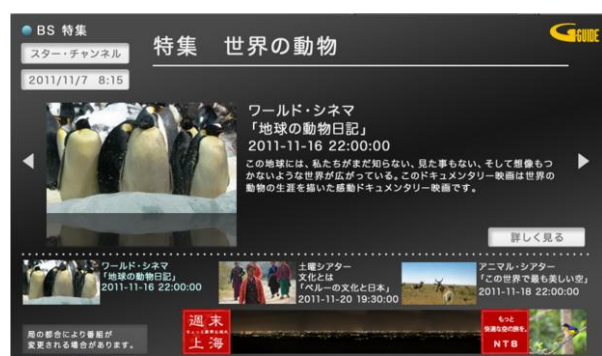 BS 特集
スター・チャンネル
2011/11/7 8:15
特集 世界の動物
G-GUIDE
ワールド・シネマ
「地球の動物日記」
2011-11-16 22:00:00
この地球には、私たちがまだ知らない、見た事もない、そして想像もつ
かないような世界が広がっている。このドキュメンタリー映画は世界の
動物の生涯を描いた感動ドキュメンタリー映画です。
詳しく見る
ワールド・シネマ
「地球の動物日記」
2011-11-16 22:00:00
土曜シアター
文化とは
「ペルーの文化と日本」
2011-11-20 19:30:00
アニマル・シアター
「この世界で最も美しい空」
2011-11-18 22:00:00
局の都合により番組が
変更される場合があります。
週末
上海
もっと
快適な空の旅を。
NTB